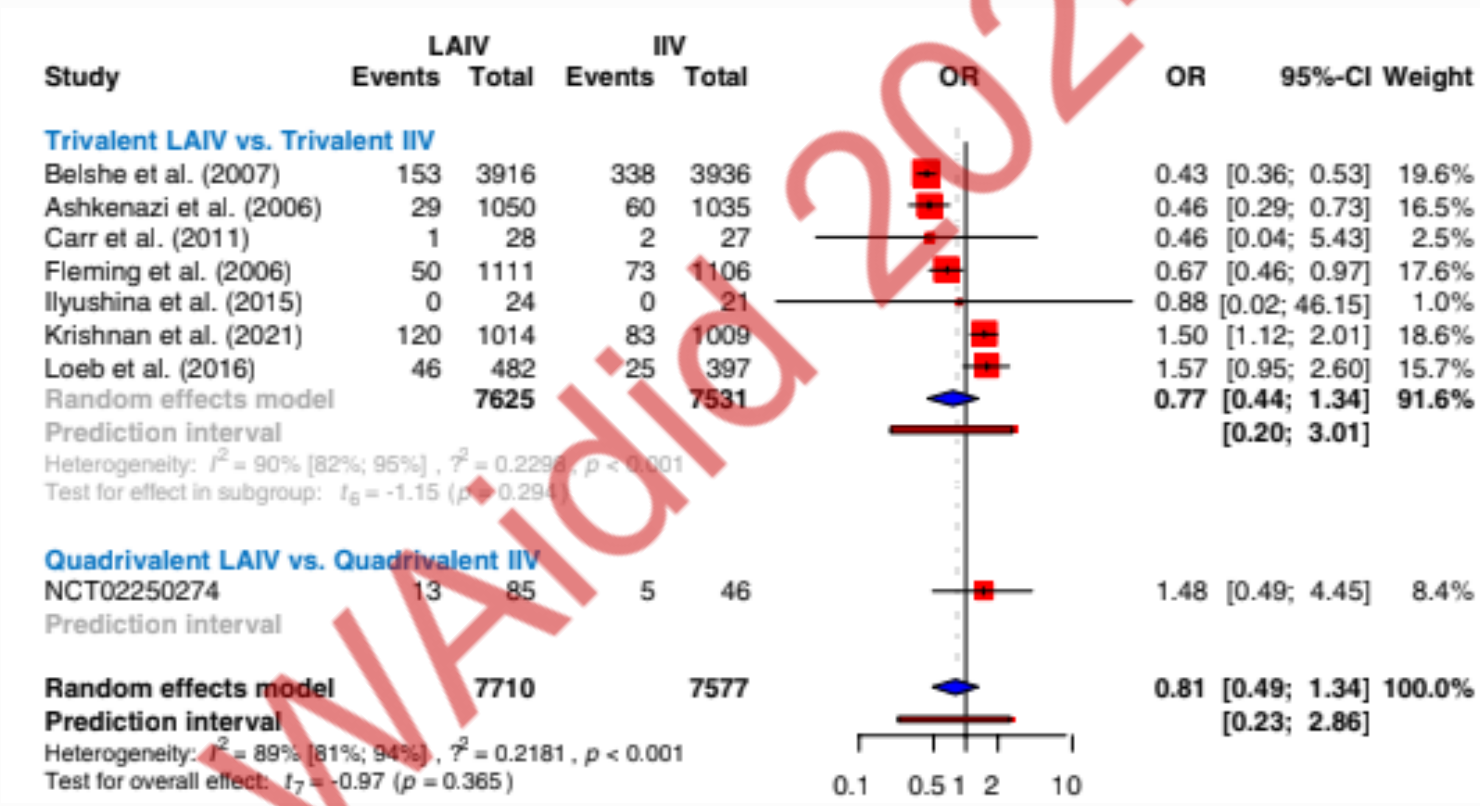 LAIV IIV
Study Events Total Events Total OR OR 95%-CI Weight
Trivalent LAIV vs. Trivalent IIV
Belshe et al. (2007) 153 3916 338 3936 0.43 [0.36; 0.53] 19.6%
Ashkenazi et al. (2006) 29 1050 60 1035 0.46 [0.29; 0.73] 16.5%
Carr et al. (2011) 1 28 2 27 0.46 [0.04; 5.43] 2.5%
Fleming et al. (2006) 50 1111 73 1106 0.67 [0.46; 0.97] 17.6%
Ilyushina et al. (2015) 0 24 0 21 0.88 [0.02; 46.15] 1.0%
Krishnan et al. (2021) 120 1014 83 1009 1.50 [1.12; 2.01] 18.6%
Loeb et al. (2016) 46 482 25 397 1.57 [0.95; 2.60] 15.7%
Random effects model 7625 7531 0.77 [0.44; 1.34] 91.6%
Prediction interval [0.20; 3.01]
Heterogeneity: I² = 90% [82%; 95%] , ?² = 0.2298 , p < 0.001
Test for effect in subgroup: t₆ = -1.15 (p = 0.294)
Quadrivalent LAIV vs. Quadrivalent IIV
NCT02250274 13 85 5 46 1.48 [0.49; 4.45] 8.4%
Prediction interval
Random effects model 7710 7577 0.81 [0.49; 1.34] 100.0%
Prediction interval [0.23; 2.86]
Heterogeneity: I² = 89% [81%; 94%] , ?² = 0.2181 , p < 0.001
Test for overall effect: t₇ = -0.97 (p = 0.365)
0.1 0.5 1 2 10
WAidid 202